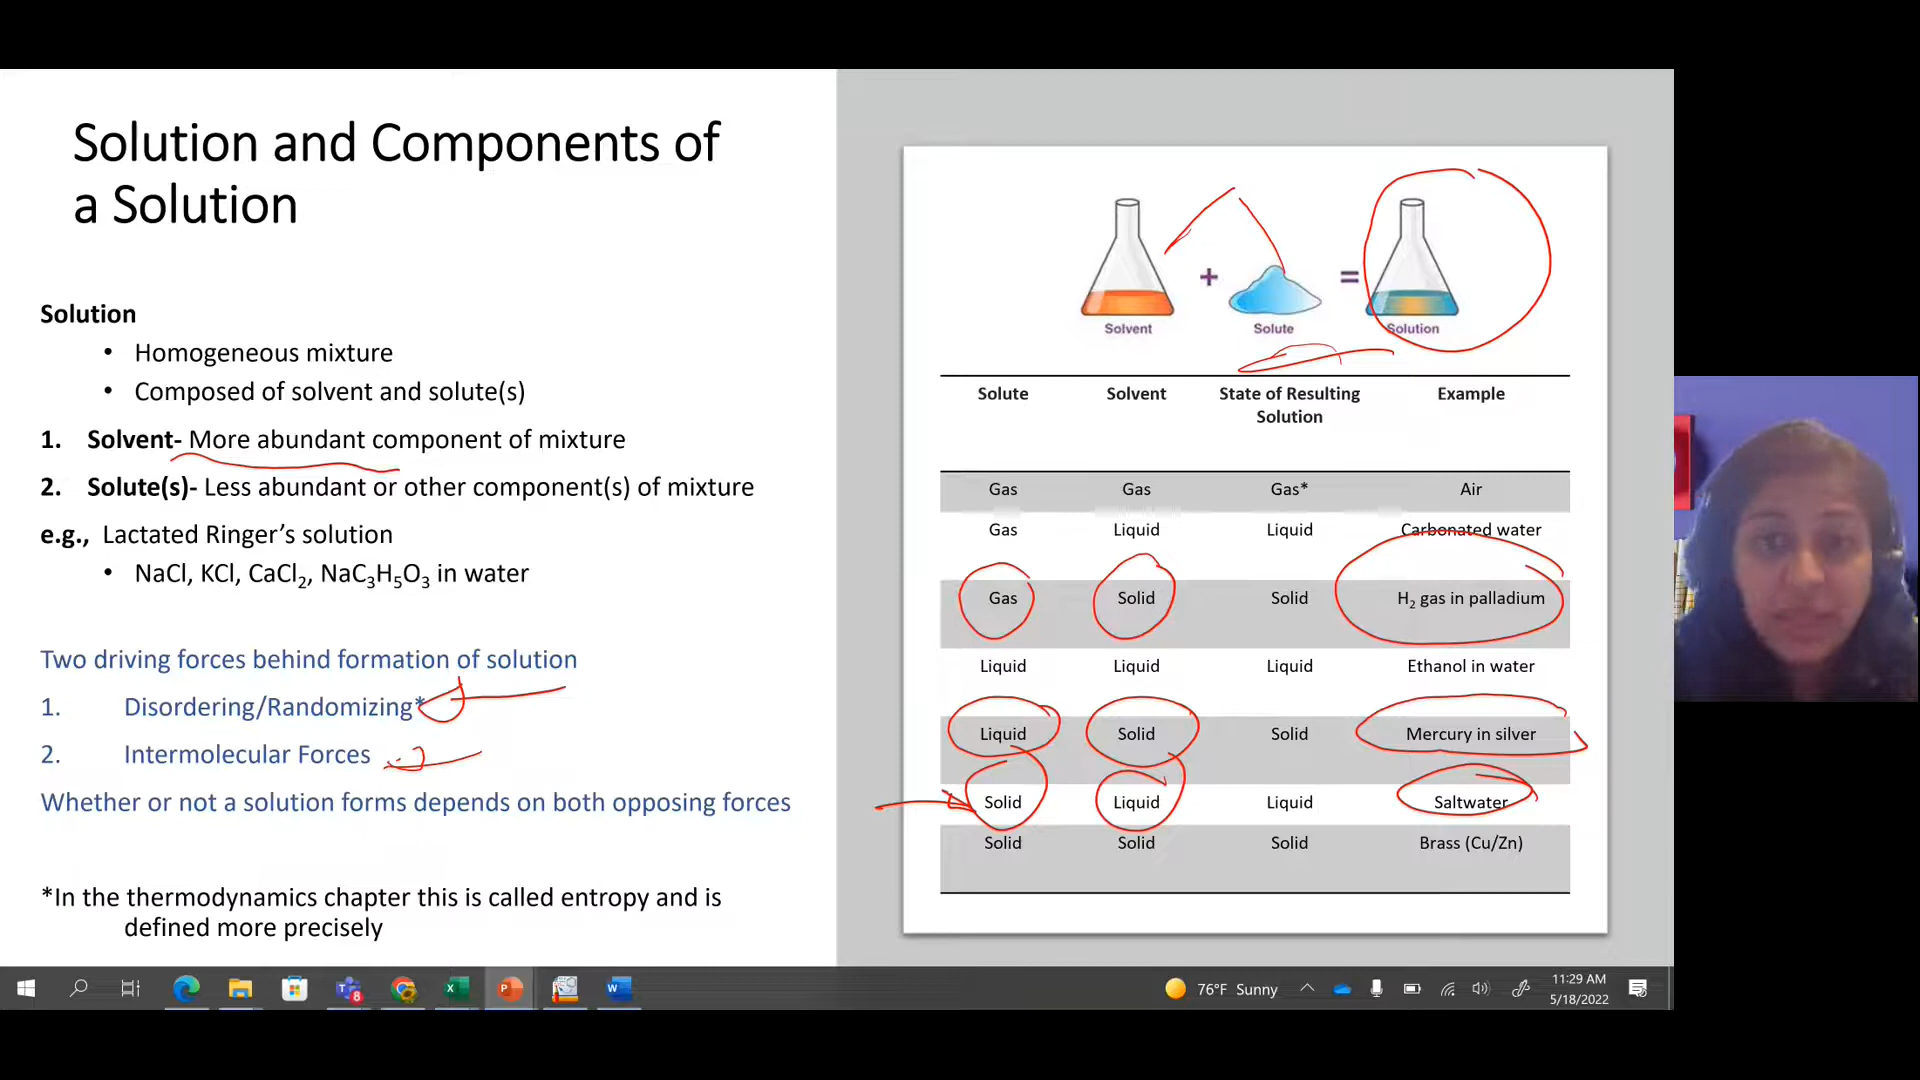 Solution and Components of
a Solution
Solution
• Homogeneous mixture
• Composed of solvent and solute(s)
1. Solvent- More abundant component of mixture
2. Solute(s)- Less abundant or other component(s) of mixture
e.g., Lactated Ringer's solution
• NaCl, KCl, CaCl₂, NaC₃H₅O₃ in water
Two driving forces behind formation of solution
1. Disordering/Randomizing*
2. Intermolecular Forces
Whether or not a solution forms depends on both opposing forces
*In the thermodynamics chapter this is called entropy and is
defined more precisely
+ =
Solvent Solute Solution
Solute Solvent State of Resulting Example
Solution
Gas Gas Gas* Air
Gas Liquid Liquid Carbonated water
Gas Solid Solid H₂ gas in palladium
Liquid Liquid Liquid Ethanol in water
Liquid Solid Solid Mercury in silver
Solid Liquid Liquid Saltwater
Solid Solid Solid Brass (Cu/Zn)
76°F Sunny
11:29 AM
5/18/2022